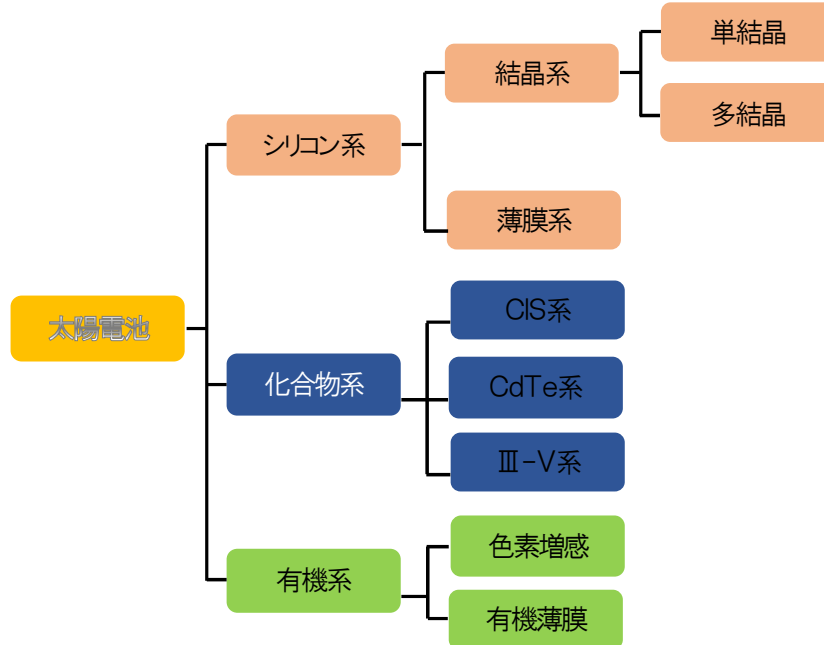 単結晶
結晶系
多結晶
シリコン系
薄膜系
太陽電池
CIS系
化合物系
CdTe系
Ⅲ-V系
色素増感
有機系
有機薄膜